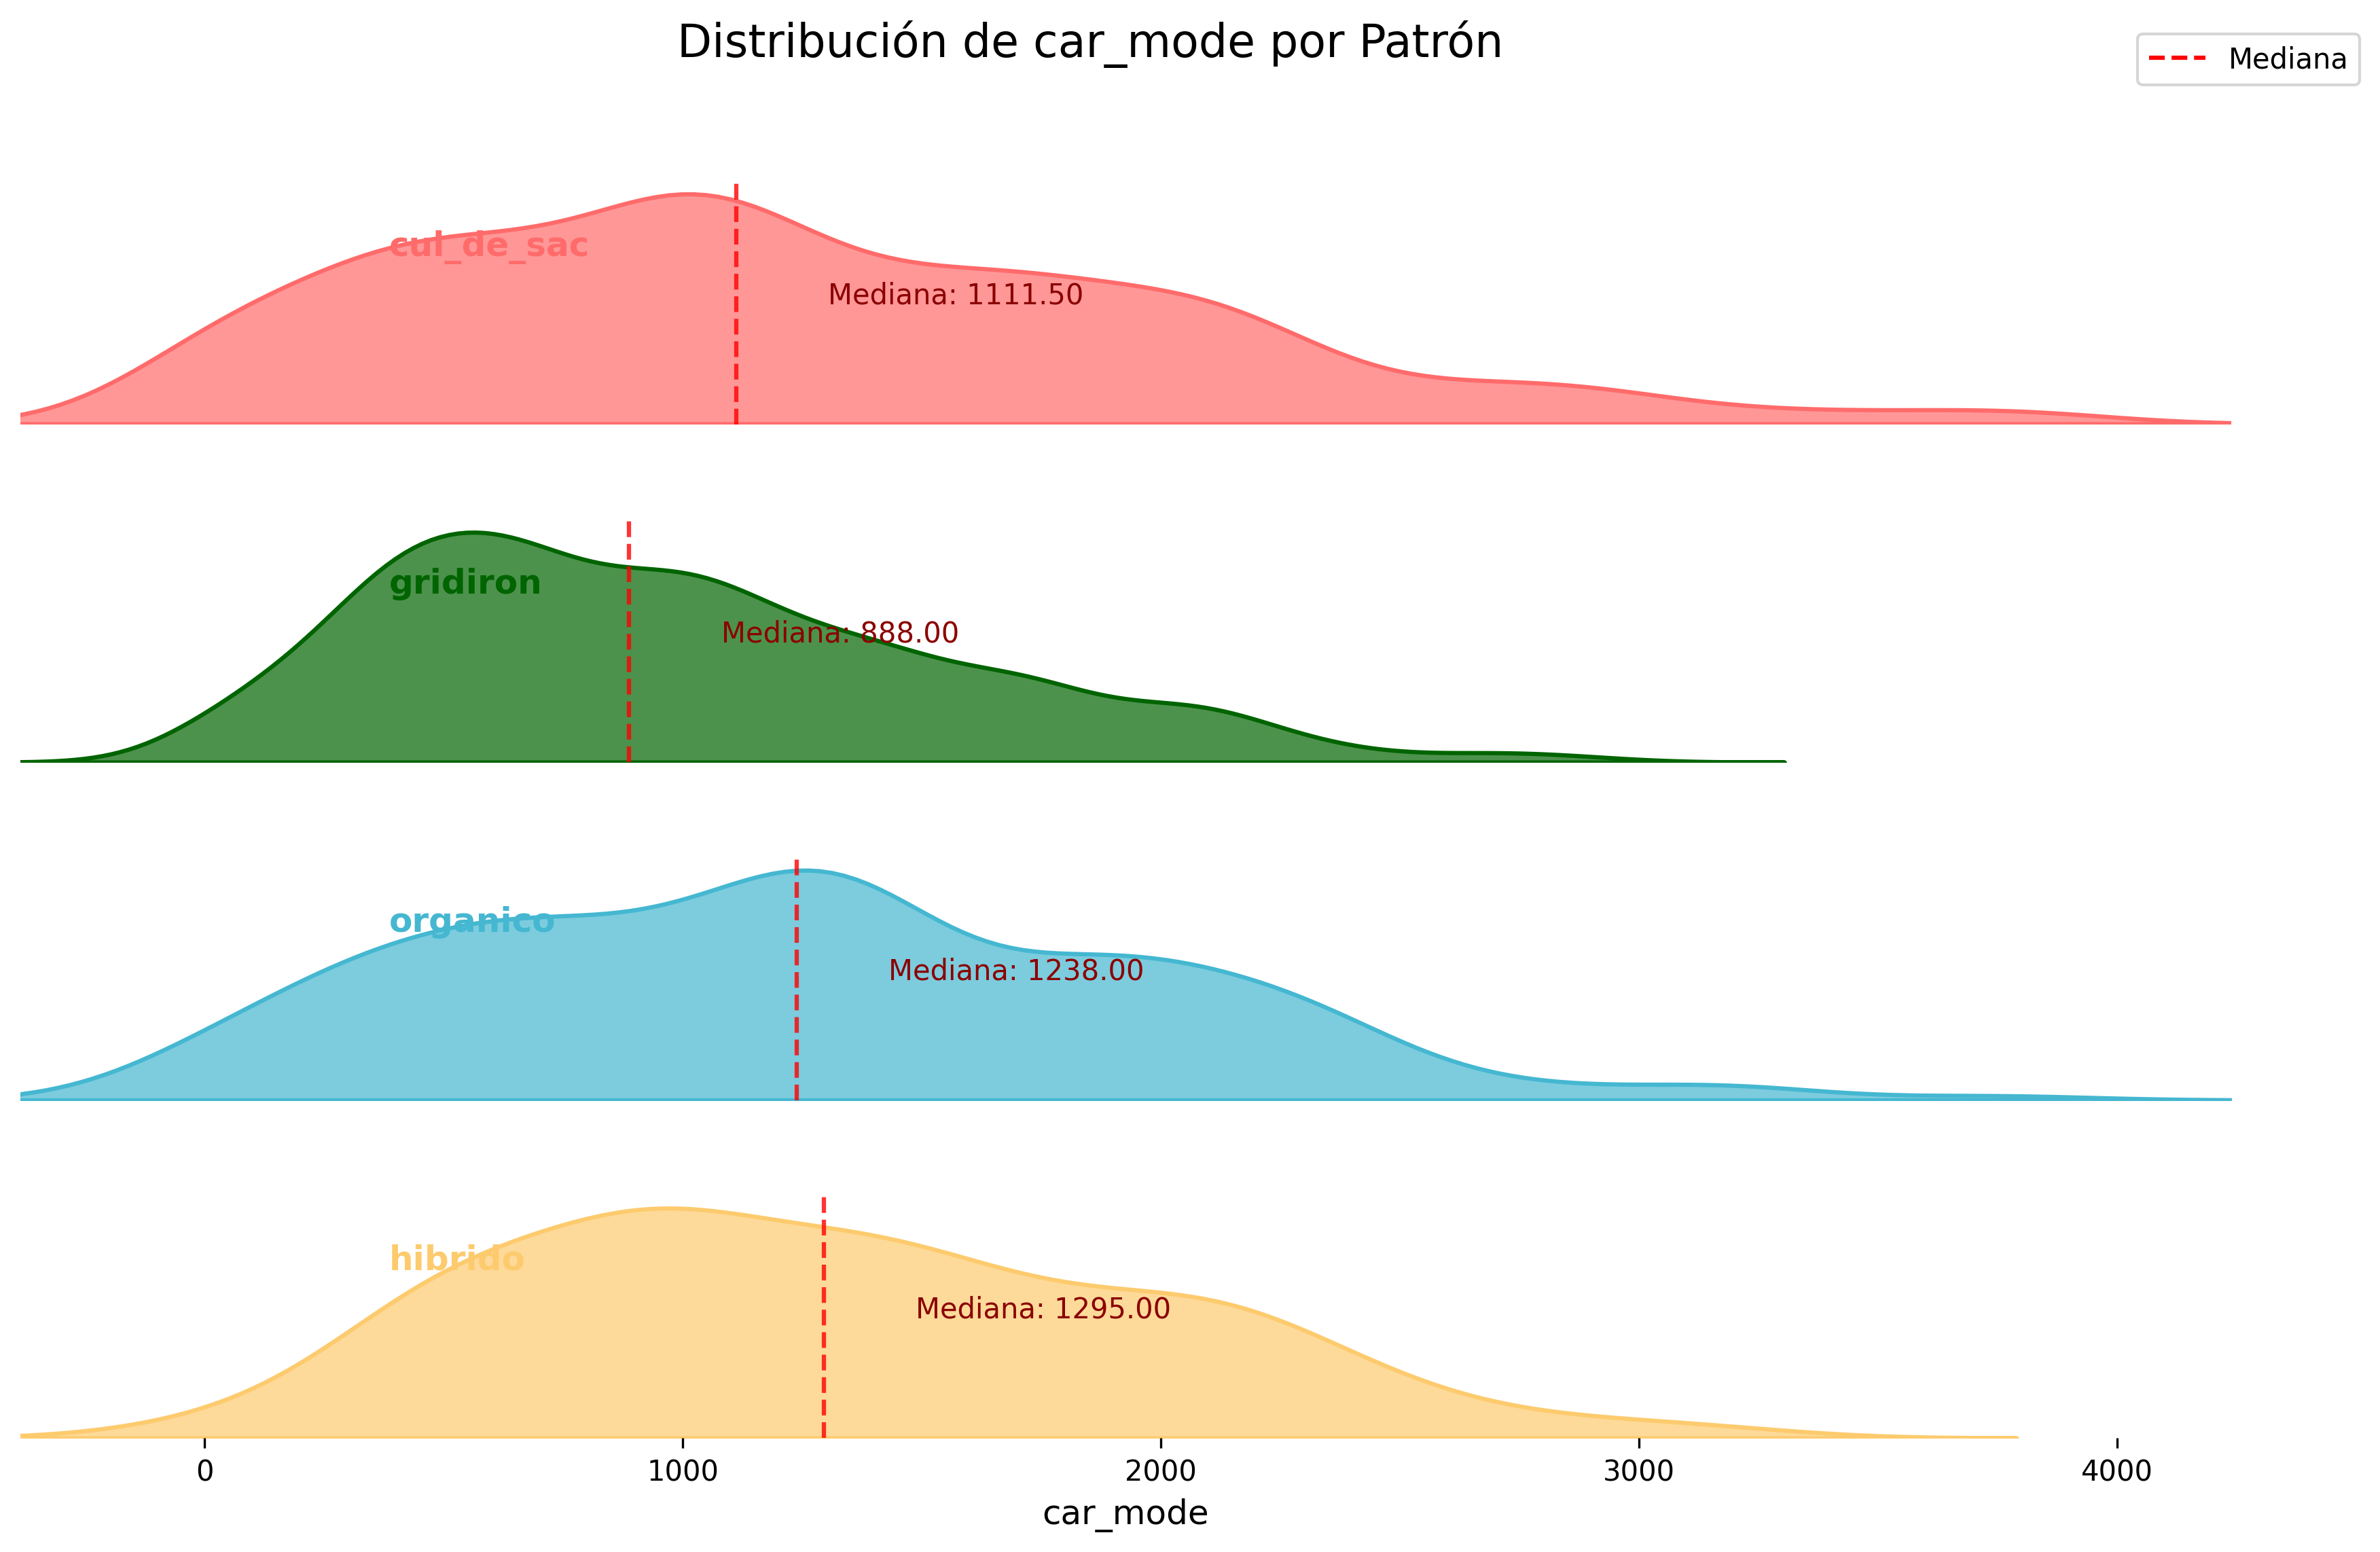 Distribución de car_mode por Patrón
Mediana
cul_de_sac
Mediana: 1111.50
gridiron
Mediana: 888.00
organico
Mediana: 1238.00
hibrido
Mediana: 1295.00
0 1000 2000 3000 4000
car_mode